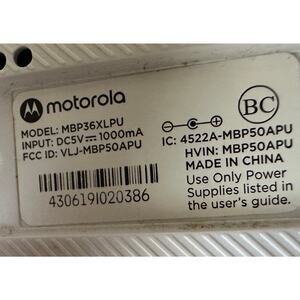 motorola
BC
MODEL: MBP36XLPU
INPUT: DC5V⎓1000mA
FCC ID: VLJ-MBP50APU
IC: 4522A-MBP50APU
HVIN: MBP50APU
MADE IN CHINA
Use Only Power
Supplies listed in
the user's guide.
430619I020386